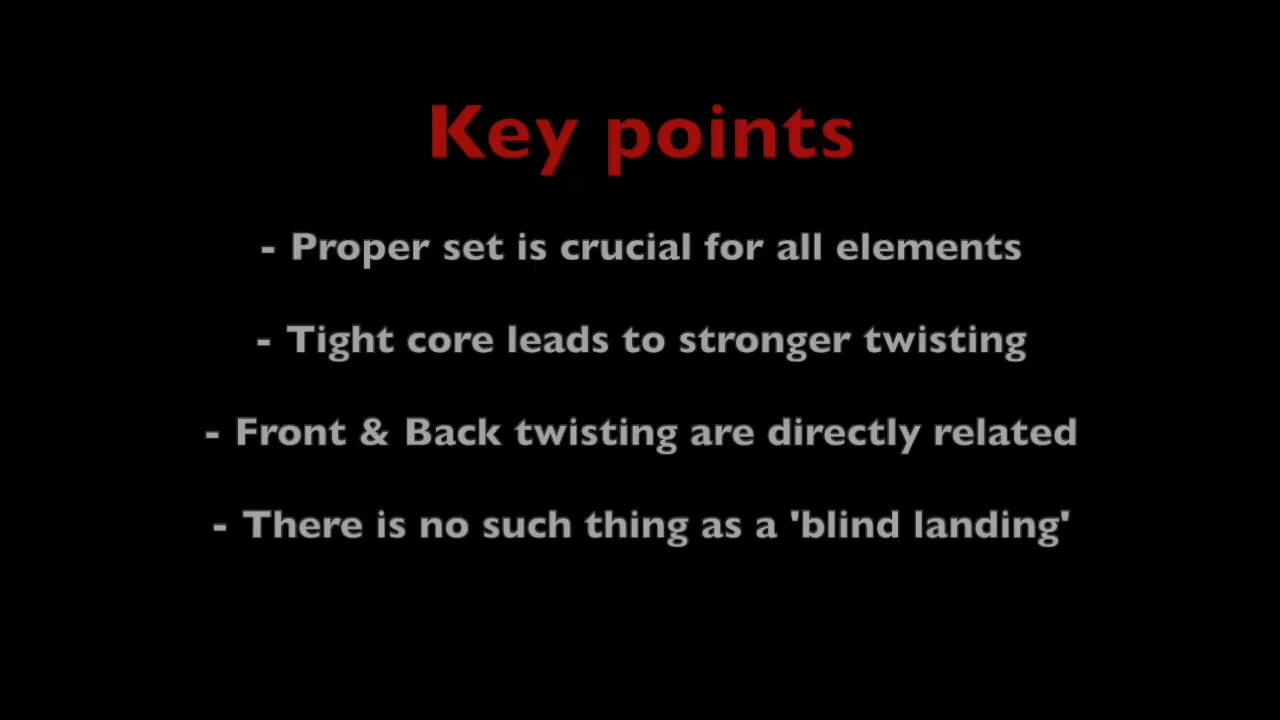 Key points
- Proper set is crucial for all elements
- Tight core leads to stronger twisting
- Front & Back twisting are directly related
- There is no such thing as a 'blind landing'